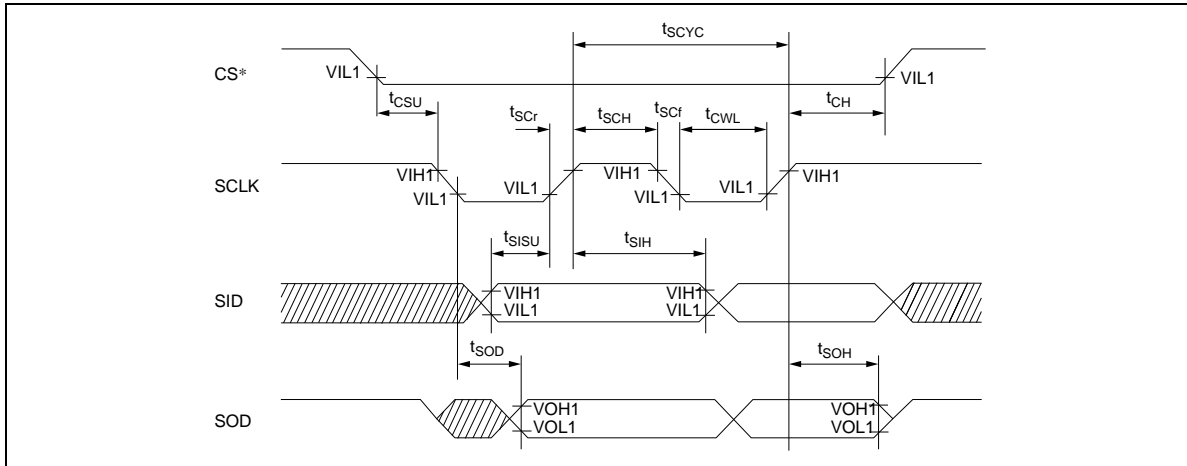 tSCYC
CS*
VIL1
VIL1
tCSU
tSCr
tSCH
tSCf
tCWL
tCH
SCLK
VIH1
VIL1
VIL1
VIH1
VIL1
VIL1
VIH1
tSISU
tSIH
SID
VIH1
VIL1
VIH1
VIL1
tSOD
tSOH
SOD
VOH1
VOL1
VOH1
VOL1